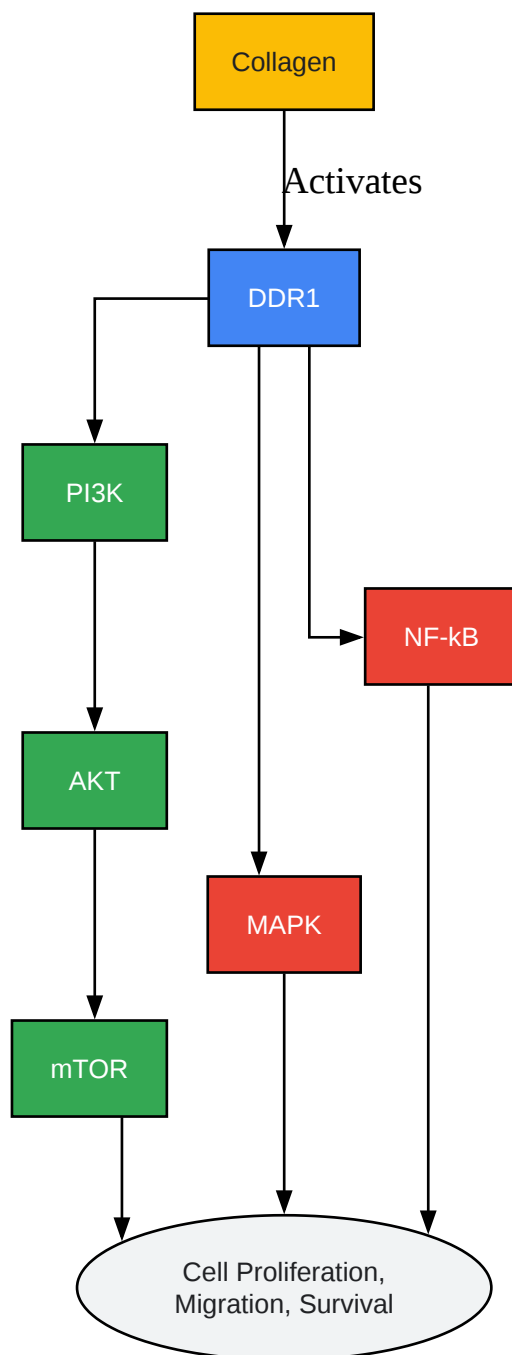 Collagen
Activates
DDR1
PI3K
NF-kB
AKT
MAPK
mTOR
Cell Proliferation,
Migration, Survival